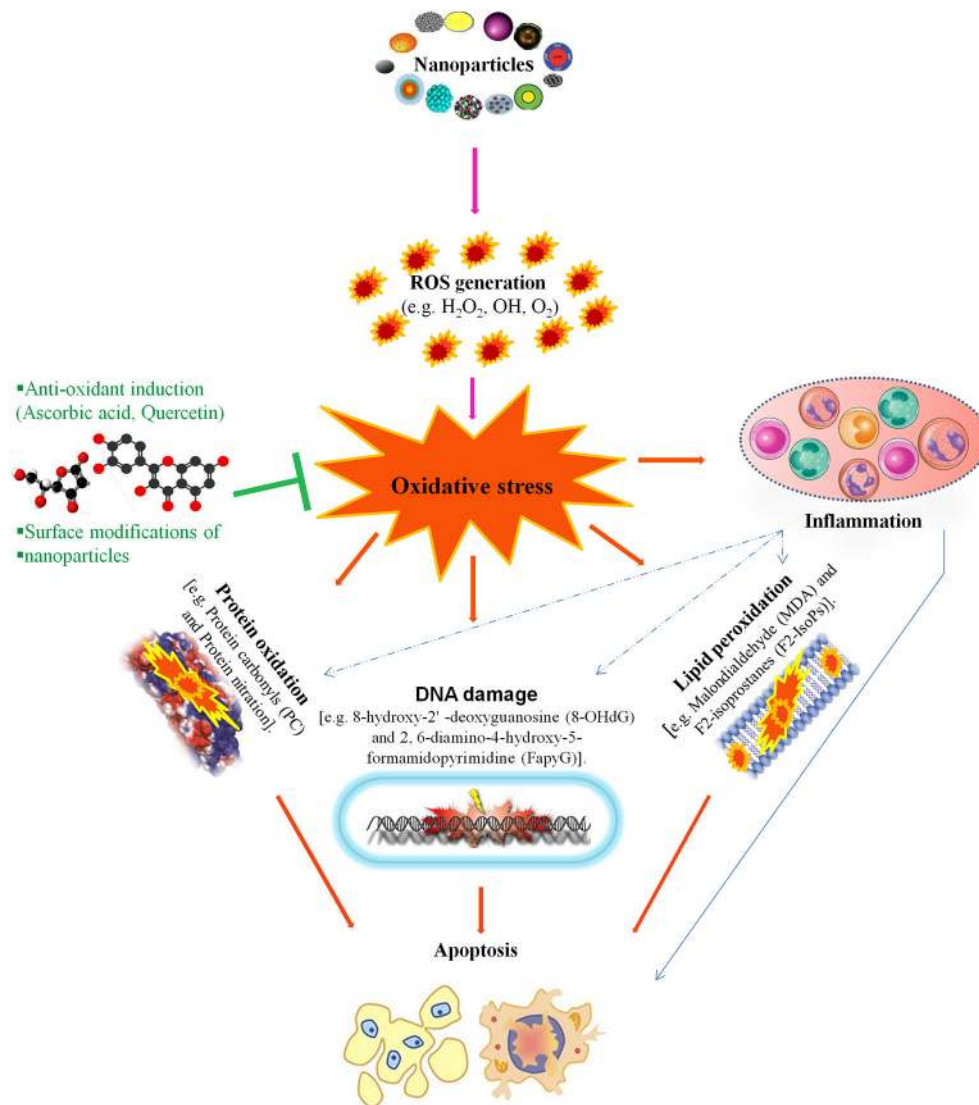 Nanoparticles
ROS generation
(e.g. H₂O₂, OH, O₂)
▪Anti-oxidant induction
(Ascorbic acid, Quercetin)
▪Surface modifications of
▪nanoparticles
Oxidative stress
Inflammation
Protein oxidation
[e.g. Protein carbonyls (PC)
and Protein nitration].
DNA damage
[e.g. 8-hydroxy-2' -deoxyguanosine (8-OHdG)
and 2, 6-diamino-4-hydroxy-5-
formamidopyrimidine (FapyG)].
Lipid peroxidation
[e.g. Malondialdehyde (MDA) and
F2-isoprostanes (F2-IsoPs)].
Apoptosis